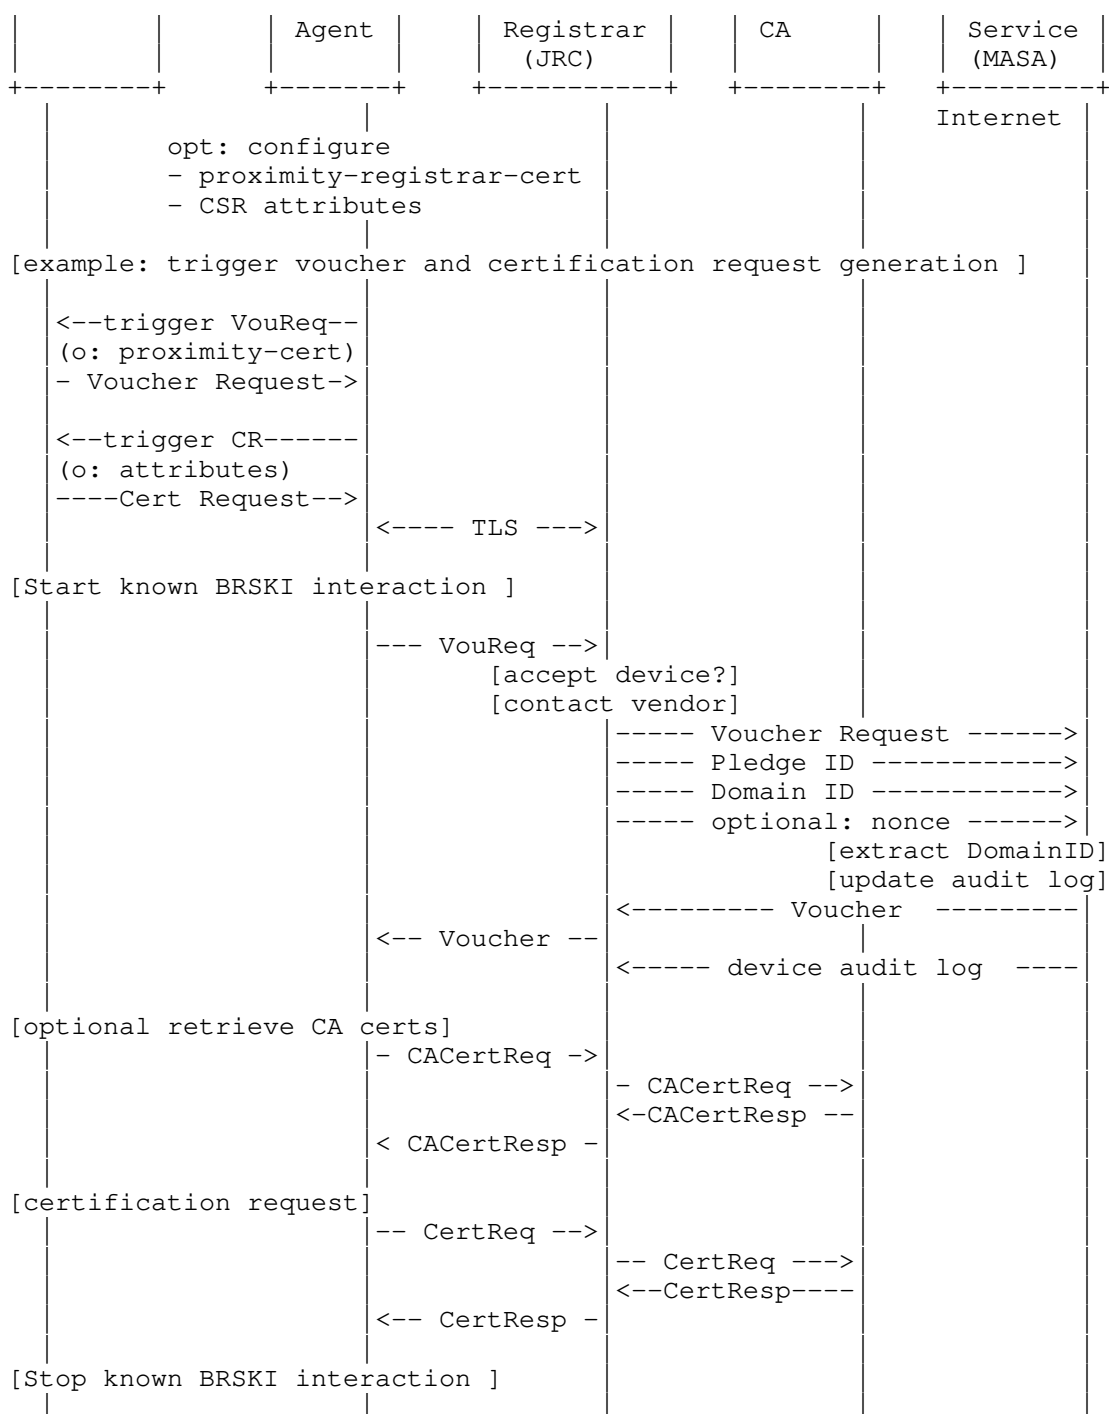 |         |       | Agent |    | Registrar |   | CA     |   | Service |
|         |       |       |    |  (JRC)    |   |        |   | (MASA)  |
+---------+       +-------+    +-----------+   +--------+   +---------+
  |                    |               |                |    Internet |
  |       opt: configure               |                |             |
  |       - proximity-registrar-cert   |                |             |
  |       - CSR attributes             |                |             |
  |                    |               |                |             |
[example: trigger voucher and certification request generation ]      |
  |                    |               |                |             |
  |<--trigger VouReq--|               |                |             |
  |(o: proximity-cert)|               |                |             |
  |- Voucher Request->|               |                |             |
  |                    |               |                |             |
  |<--trigger CR------|               |                |             |
  |(o: attributes)    |               |                |             |
  |----Cert Request-->|               |                |             |
  |                    |<---- TLS --->|                |             |
  |                    |               |                |             |
[Start known BRSKI interaction ]       |                |             |
  |                    |               |                |             |
  |                    |--- VouReq -->|                |             |
  |                    |       [accept device?]         |             |
  |                    |       [contact vendor]         |             |
  |                    |               |----- Voucher Request ------>|
  |                    |               |----- Pledge ID ------------>|
  |                    |               |----- Domain ID ------------>|
  |                    |               |----- optional: nonce ------>|
  |                    |               |             [extract DomainID]
  |                    |               |             [update audit log]
  |                    |               |<--------- Voucher  ---------|
  |                    |<-- Voucher --|                |             |
  |                    |               |<----- device audit log  ----|
  |                    |               |                |             |
[optional retrieve CA certs]           |                |             |
  |                    |- CACertReq ->|                |             |
  |                    |               |- CACertReq -->|             |
  |                    |               |<-CACertResp --|             |
  |                    |< CACertResp -|                |             |
  |                    |               |                |             |
[certification request]|               |                |             |
  |                    |-- CertReq -->|                |             |
  |                    |               |-- CertReq --->|             |
  |                    |               |<--CertResp----|             |
  |                    |<-- CertResp -|                |             |
  |                    |               |                |             |
[Stop known BRSKI interaction ]        |                |             |
  |                    |               |                |             |